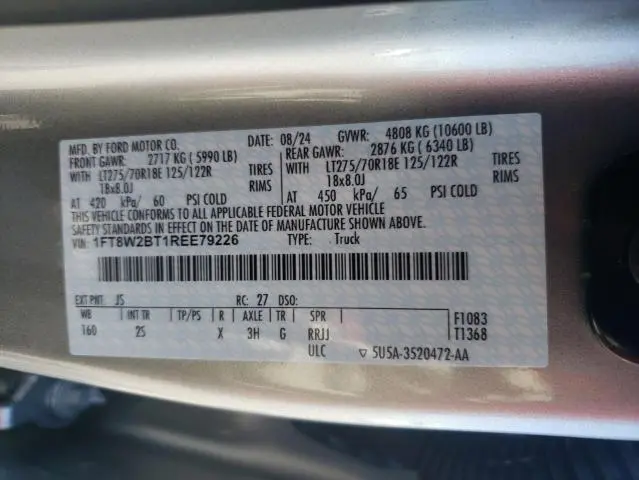 MFD. BY FORD MOTOR CO. DATE: 08/24 GVWR: 4808 KG (10600 LB)
FRONT GAWR: 2717 KG ( 5990 LB) REAR GAWR: 2876 KG ( 6340 LB)
WITH LT275/70R18E 125/122R TIRES WITH LT275/70R18E 125/122R TIRES
18x8.0J RIMS 18x8.0J RIMS
AT 420 kPa/ 60 PSI COLD AT 450 kPa/ 65 PSI COLD
THIS VEHICLE CONFORMS TO ALL APPLICABLE FEDERAL MOTOR VEHICLE
SAFETY STANDARDS IN EFFECT ON THE DATE OF MANUFACTURE SHOWN ABOVE.
VIN: 1FT8W2BT1REE79226 TYPE: Truck
EXT PNT: JS RC: 27 DSO:
WB INT TR TP/PS R AXLE TR SPR F1083
160 2S X 3H G RRJJ T1368
ULC ▽ 5U5A-3520472-AA